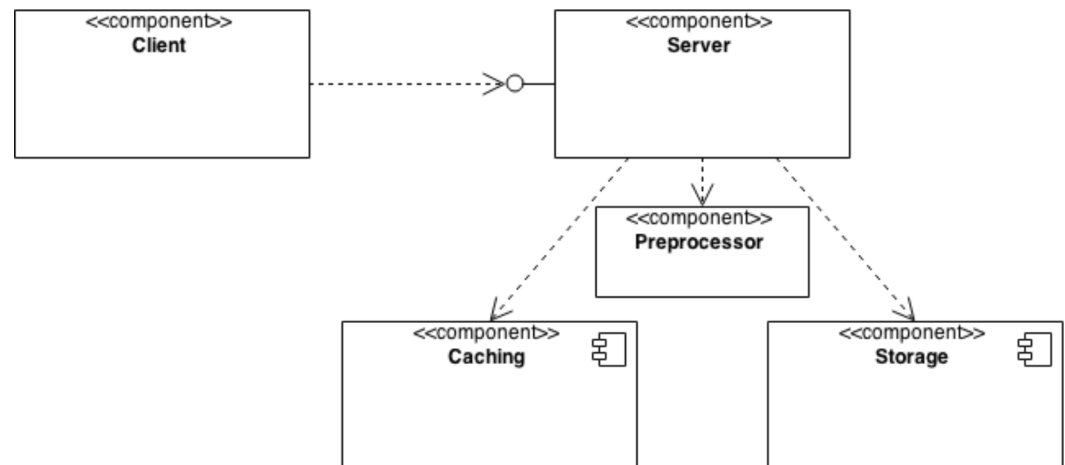 <<component>>
Client
<<component>>
Server
<<component>>
Preprocessor
<<component>>
Caching
<<component>>
Storage